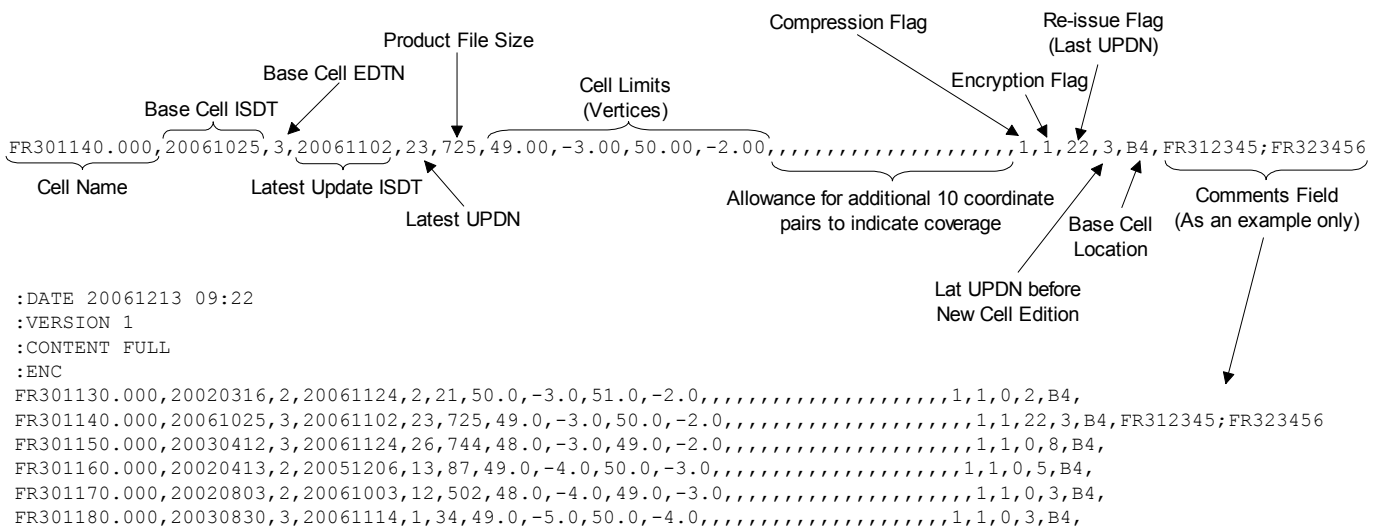 Compression Flag
Re-issue Flag
(Last UPDN)
Product File Size
Encryption Flag
Base Cell EDTN
Cell Limits
(Vertices)
Base Cell ISDT
FR301140.000,20061025,3,20061102,23,725,49.00,-3.00,50.00,-2.00,,,,,,,,,,,,,,,,,,,,,1,1,22,3,B4,FR312345;FR323456
Cell Name
Latest Update ISDT
Latest UPDN
Allowance for additional 10 coordinate
pairs to indicate coverage
Base Cell
Location
Comments Field
(As an example only)
Lat UPDN before
New Cell Edition
:DATE 20061213 09:22
:VERSION 1
:CONTENT FULL
:ENC
FR301130.000,20020316,2,20061124,2,21,50.0,-3.0,51.0,-2.0,,,,,,,,,,,,,,,,,,,,,1,1,0,2,B4,
FR301140.000,20061025,3,20061102,23,725,49.0,-3.0,50.0,-2.0,,,,,,,,,,,,,,,,,,,,,1,1,22,3,B4,FR312345;FR323456
FR301150.000,20030412,3,20061124,26,744,48.0,-3.0,49.0,-2.0,,,,,,,,,,,,,,,,,,,,,1,1,0,8,B4,
FR301160.000,20020413,2,20051206,13,87,49.0,-4.0,50.0,-3.0,,,,,,,,,,,,,,,,,,,,,1,1,0,5,B4,
FR301170.000,20020803,2,20061003,12,502,48.0,-4.0,49.0,-3.0,,,,,,,,,,,,,,,,,,,,,1,1,0,3,B4,
FR301180.000,20030830,3,20061114,1,34,49.0,-5.0,50.0,-4.0,,,,,,,,,,,,,,,,,,,,,1,1,0,3,B4,